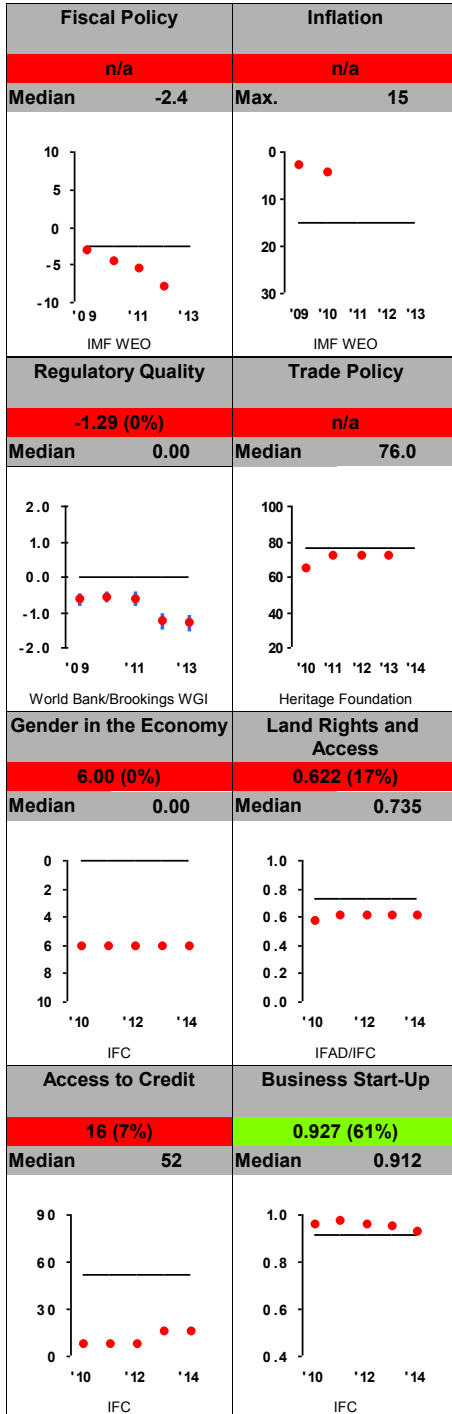 Fiscal Policy
n/a
Median -2.4
10
5
0
-5
-10
'09 '11 '13
IMF WEO
Inflation
n/a
Max. 15
0
10
20
30
'09 '10 '11 '12 '13
IMF WEO
Regulatory Quality
-1.29 (0%)
Median 0.00
2.0
1.0
0.0
-1.0
-2.0
'09 '11 '13
World Bank/Brookings WGI
Trade Policy
n/a
Median 76.0
100
80
60
40
20
'10 '11 '12 '13 '14
Heritage Foundation
Gender in the Economy
6.00 (0%)
Median 0.00
0
2
4
6
8
10
'10 '12 '14
IFC
Land Rights and
Access
0.622 (17%)
Median 0.735
1.0
0.8
0.6
0.4
0.2
0.0
'10 '12 '14
IFAD/IFC
Access to Credit
16 (7%)
Median 52
90
60
30
0
'10 '12 '14
IFC
Business Start-Up
0.927 (61%)
Median 0.912
1.0
0.8
0.6
0.4
'10 '12 '14
IFC